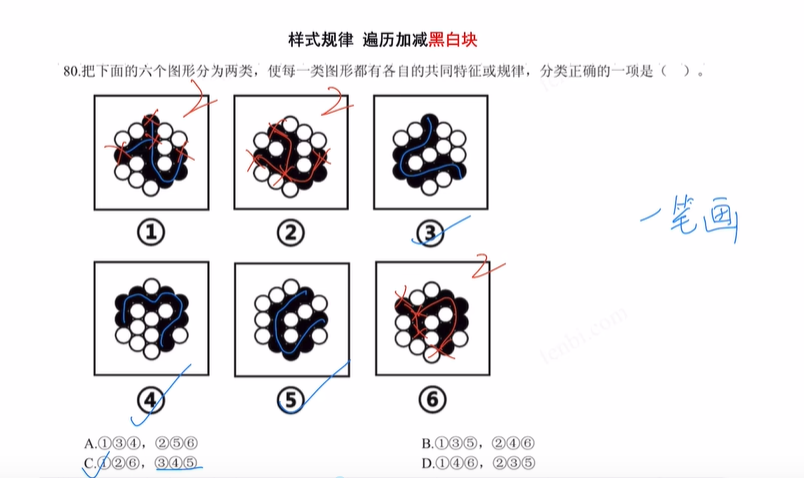 样式规律 遍历加减黑白块
80.把下面的六个图形分为两类，使每一类图形都有各自的共同特征或规律，分类正确的一项是（ ）。
2 2
① ② ③
一笔画
2
④ ⑤ ⑥
A.①③④，②⑤⑥ B.①③⑤，②④⑥
C.①②⑥，③④⑤ D.①④⑥，②③⑤